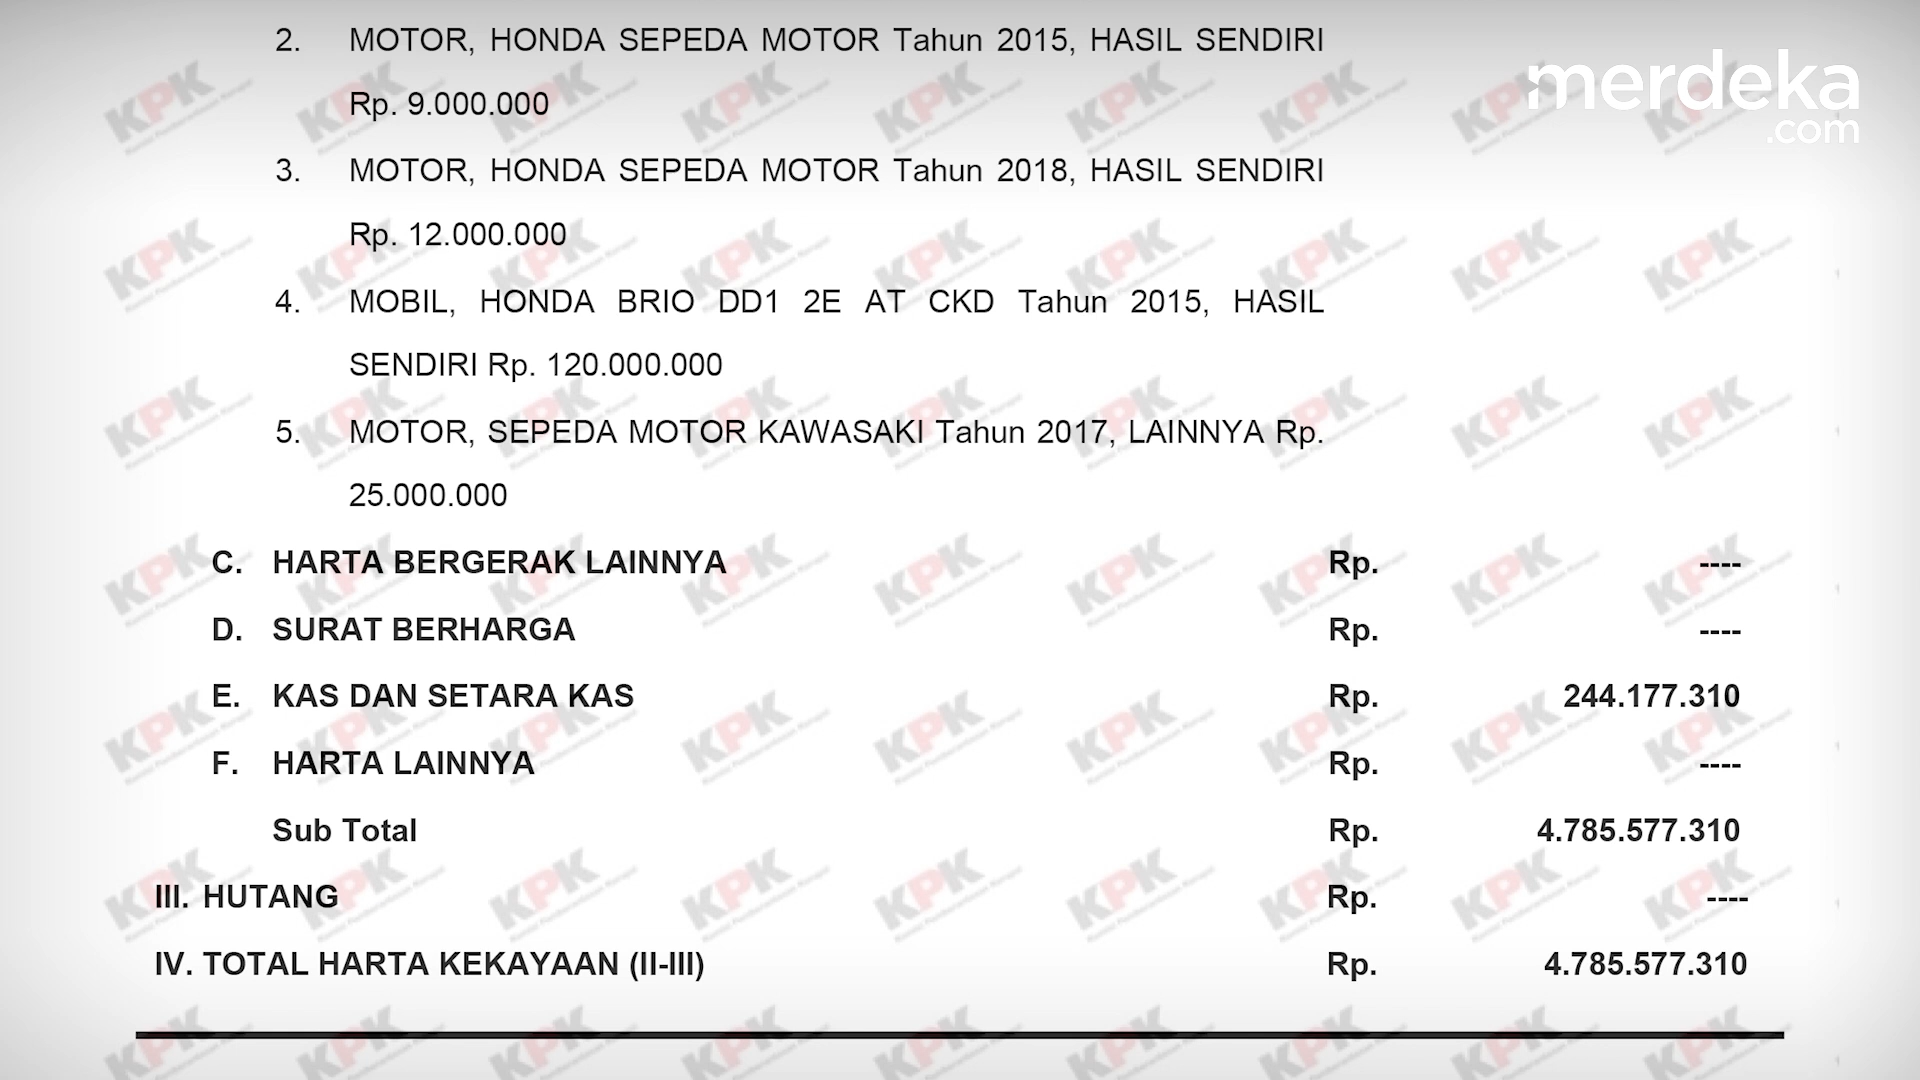 2. MOTOR, HONDA SEPEDA MOTOR Tahun 2015, HASIL SENDIRI
Rp. 9.000.000
merdeka
.com
3. MOTOR, HONDA SEPEDA MOTOR Tahun 2018, HASIL SENDIRI
Rp. 12.000.000
4. MOBIL, HONDA BRIO DD1 2E AT CKD Tahun 2015, HASIL
SENDIRI Rp. 120.000.000
5. MOTOR, SEPEDA MOTOR KAWASAKI Tahun 2017, LAINNYA Rp.
25.000.000
C. HARTA BERGERAK LAINNYA Rp. ----
D. SURAT BERHARGA Rp. ----
E. KAS DAN SETARA KAS Rp. 244.177.310
F. HARTA LAINNYA Rp. ----
Sub Total Rp. 4.785.577.310
III. HUTANG Rp. ----
IV. TOTAL HARTA KEKAYAAN (II-III) Rp. 4.785.577.310
KPK